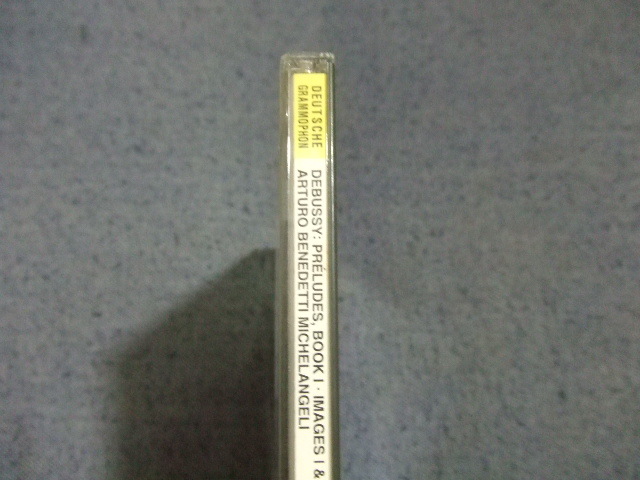 DEUTSCHE
GRAMMOPHON
DEBUSSY: PRÉLUDES, BOOK I · IMAGES I &
ARTURO BENEDETTI MICHELANGELI